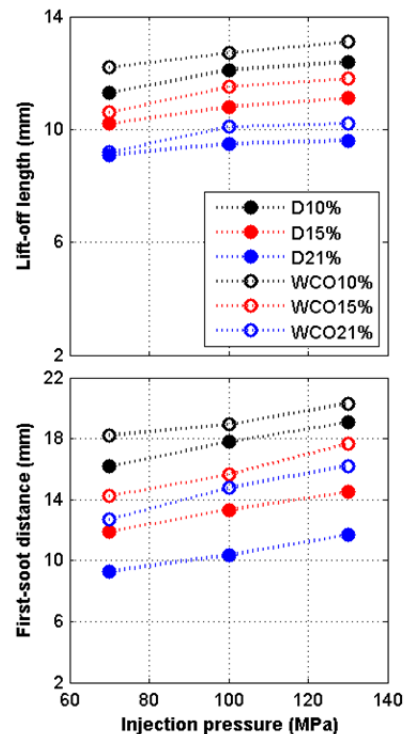 14
10
6
2
Lift-off length (mm)
D10%
D15%
D21%
WCO10%
WCO15%
WCO21%
22
18
14
10
6
2
First-soot distance (mm)
60
80
100
120
140
Injection pressure (MPa)